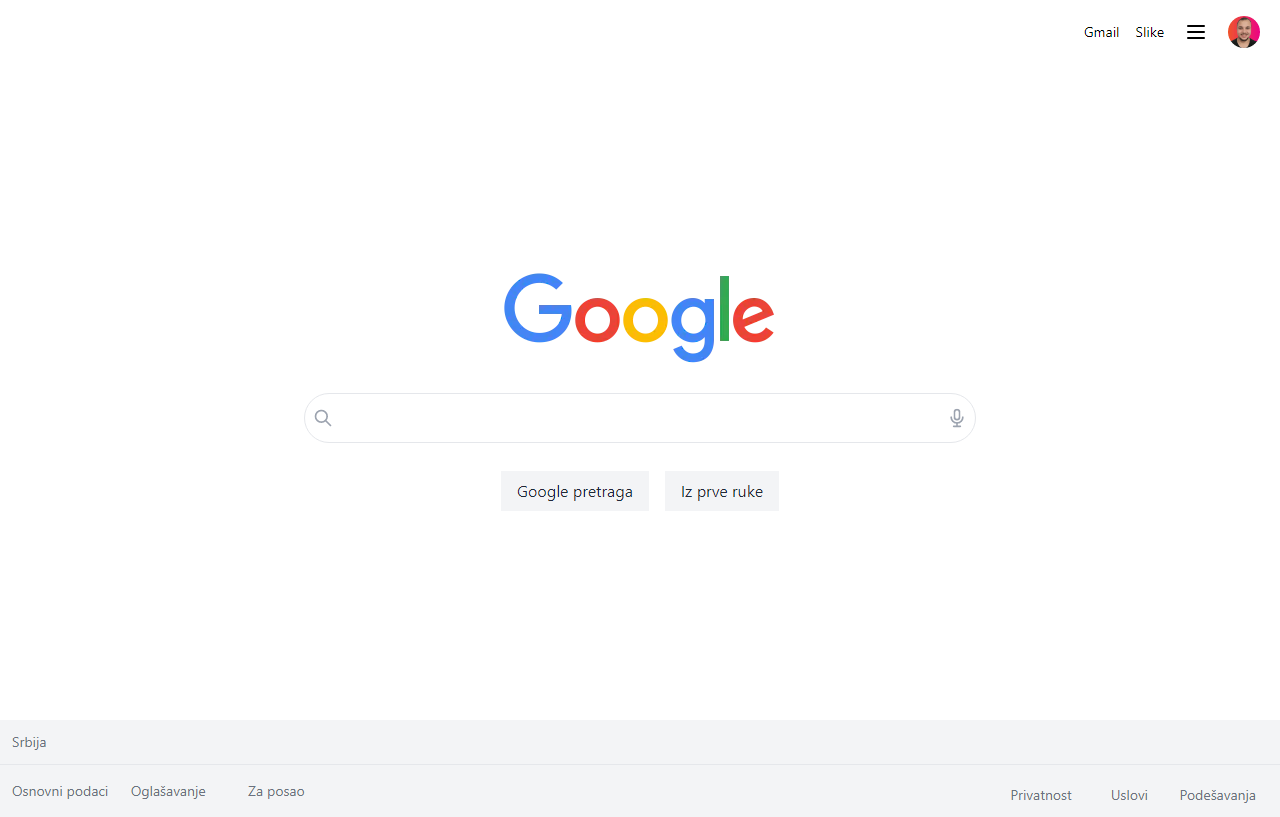 Gmail Slike
Google
Google pretraga Iz prve ruke
Srbija
Osnovni podaci Oglašavanje Za posao Privatnost Uslovi Podešavanja